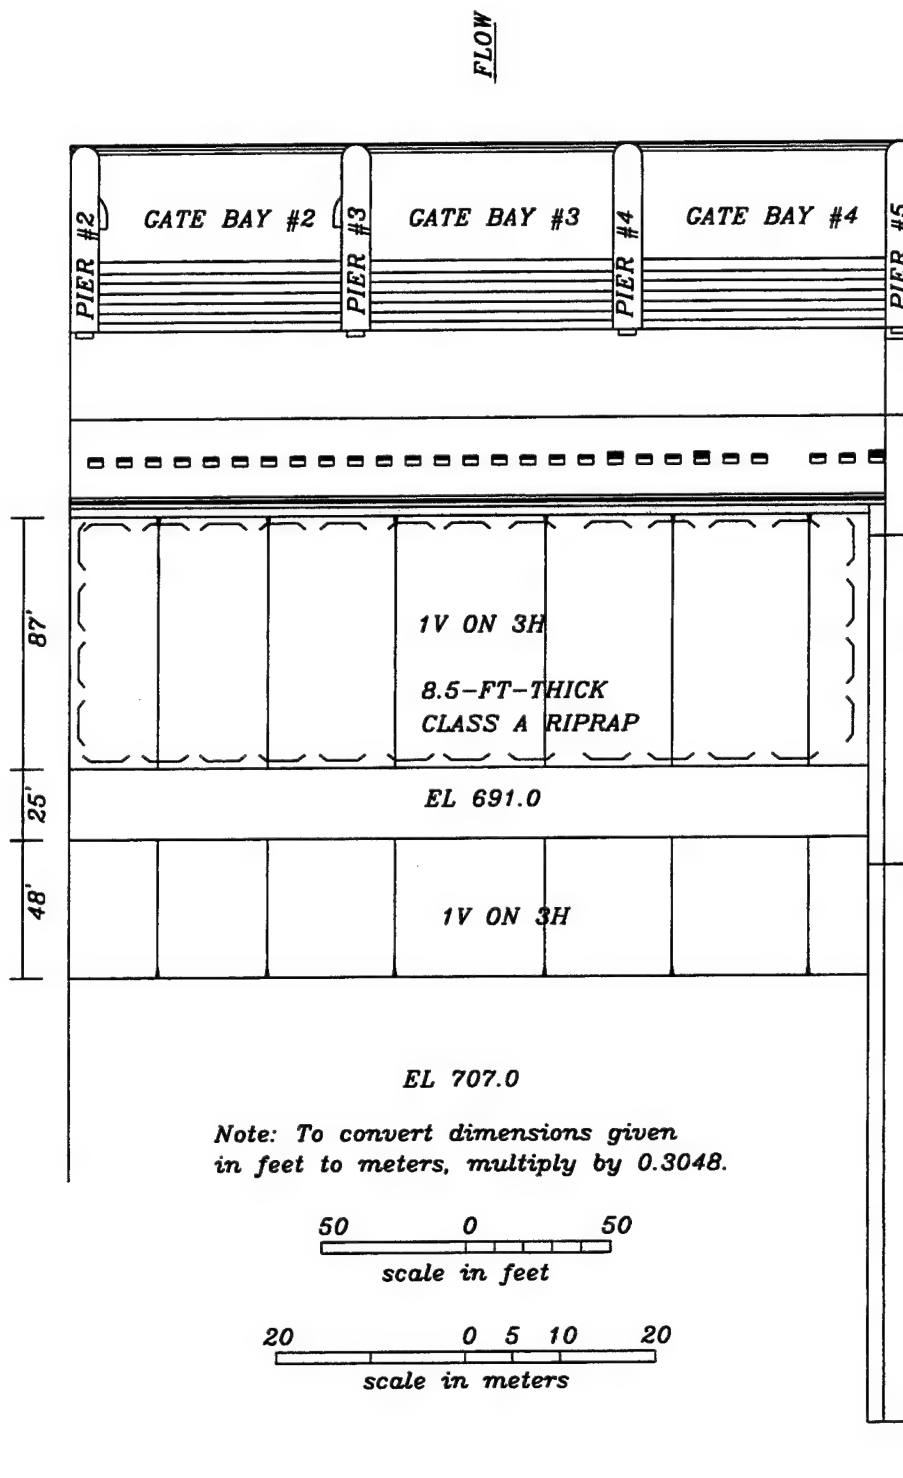 FLOW
PIER #2
GATE BAY #2
PIER #3
GATE BAY #3
PIER #4
GATE BAY #4
PIER #5
87'
1V ON 3H
8.5-FT-THICK
CLASS A RIPRAP
25'
EL 691.0
48'
1V ON 3H
EL 707.0
Note: To convert dimensions given
in feet to meters, multiply by 0.3048.
50 0 50
scale in feet
20 0 5 10 20
scale in meters